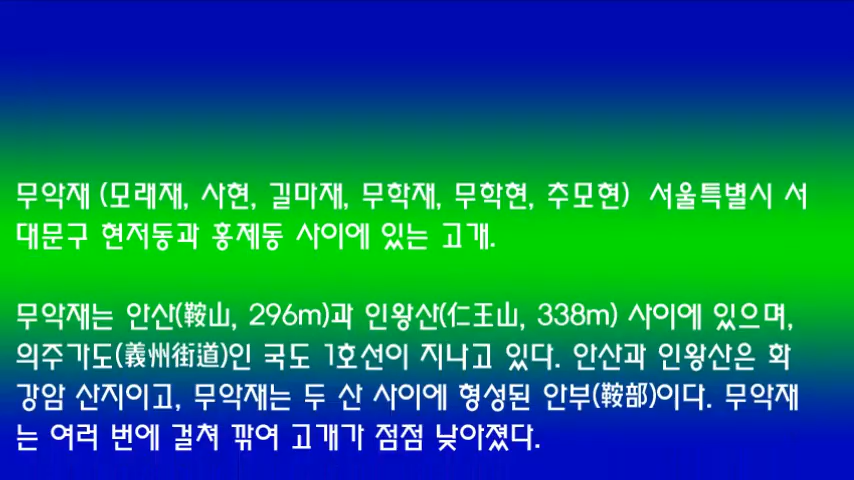 무악재 (모래재, 사현, 길마재, 무학재, 무학현, 추모현)  서울특별시 서
대문구 현저동과 홍제동 사이에 있는 고개.
무악재는 안산(鞍山, 296m)과 인왕산(仁王山, 338m) 사이에 있으며,
의주가도(義州街道)인 국도 1호선이 지나고 있다. 안산과 인왕산은 화
강암 산지이고, 무악재는 두 산 사이에 형성된 안부(鞍部)이다. 무악재
는 여러 번에 걸쳐 깎여 고개가 점점 낮아졌다.